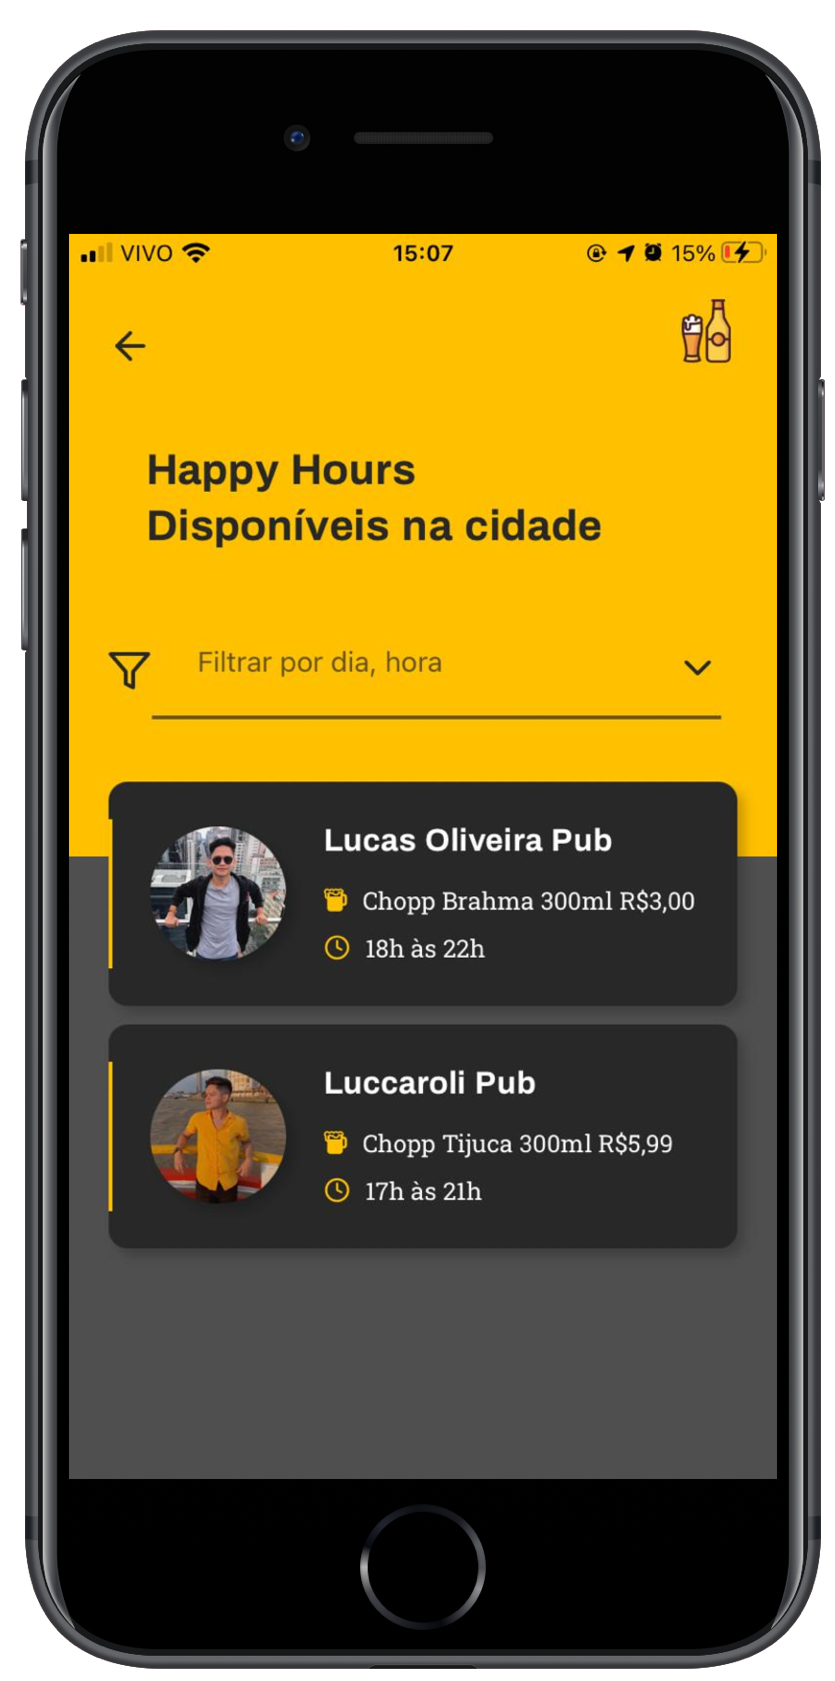 VIVO 15:07 15%
Happy Hours
Disponíveis na cidade
Filtrar por dia, hora
Lucas Oliveira Pub
Chopp Brahma 300ml R$3,00
18h às 22h
Luccaroli Pub
Chopp Tijuca 300ml R$5,99
17h às 21h